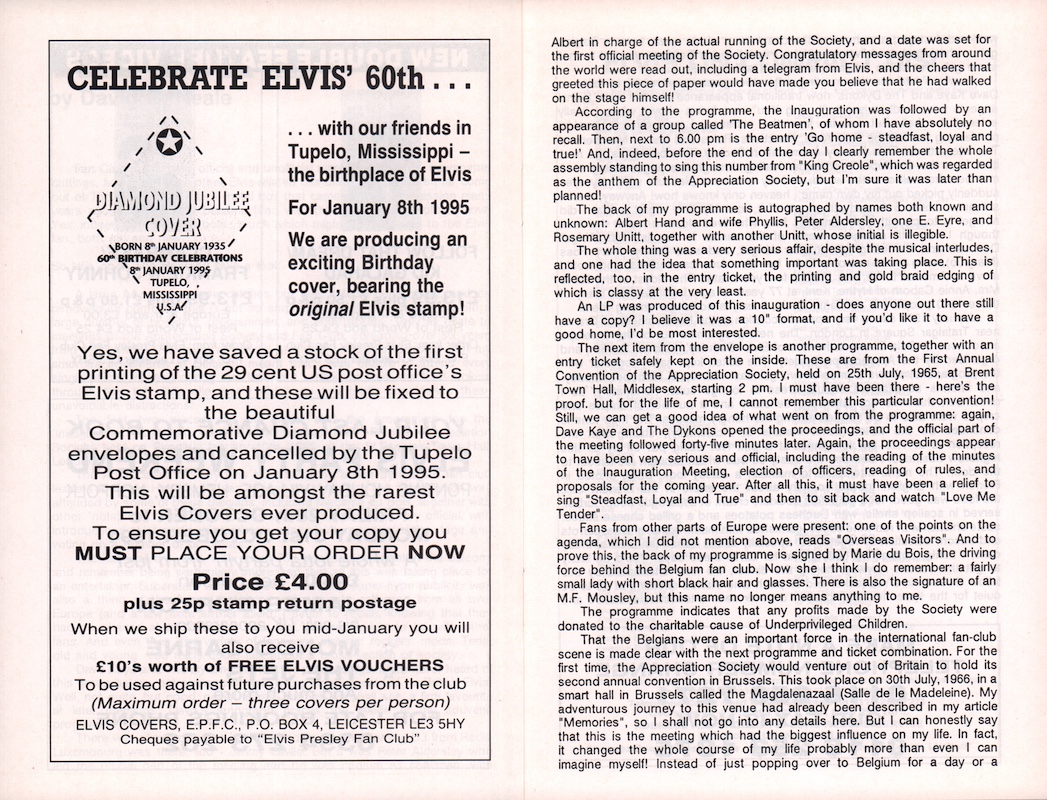 CELEBRATE ELVIS' 60th . . .
. . . with our friends in
Tupelo, Mississippi –
the birthplace of Elvis
For January 8th 1995
We are producing an
exciting Birthday
cover, bearing the
original Elvis stamp!
DIAMOND JUBILEE
COVER
BORN 8th JANUARY 1935
60th BIRTHDAY CELEBRATIONS
8th JANUARY 1995
TUPELO,
MISSISSIPPI
U.S.A.
Yes, we have saved a stock of the first
printing of the 29 cent US post office's
Elvis stamp, and these will be fixed to
the beautiful
Commemorative Diamond Jubilee
envelopes and cancelled by the Tupelo
Post Office on January 8th 1995.
This will be amongst the rarest
Elvis Covers ever produced.
To ensure you get your copy you
MUST PLACE YOUR ORDER NOW
Price £4.00
plus 25p stamp return postage
When we ship these to you mid-January you will
also receive
£10's worth of FREE ELVIS VOUCHERS
To be used against future purchases from the club
(Maximum order – three covers per person)
ELVIS COVERS, E.P.F.C., P.O. BOX 4, LEICESTER LE3 5HY
Cheques payable to "Elvis Presley Fan Club"
Albert in charge of the actual running of the Society, and a date was set for
the first official meeting of the Society. Congratulatory messages from around
the world were read out, including a telegram from Elvis, and the cheers that
greeted this piece of paper would have made you believe that he had walked
on the stage himself!
According to the programme, the Inauguration was followed by an
appearance of a group called 'The Beatmen', of whom I have absolutely no
recall. Then, next to 6.00 pm is the entry 'Go home - steadfast, loyal and
true!' And, indeed, before the end of the day I clearly remember the whole
assembly standing to sing this number from "King Creole", which was regarded
as the anthem of the Appreciation Society, but I'm sure it was later than
planned!
The back of my programme is autographed by names both known and
unknown: Albert Hand and wife Phyllis, Peter Aldersley, one E. Eyre, and
Rosemary Unitt, together with another Unitt, whose initial is illegible.
The whole thing was a very serious affair, despite the musical interludes,
and one had the idea that something important was taking place. This is
reflected, too, in the entry ticket, the printing and gold braid edging of
which is classy at the very least.
An LP was produced of this inauguration - does anyone out there still
have a copy? I believe it was a 10" format, and if you'd like it to have a
good home, I'd be most interested.
The next item from the envelope is another programme, together with an
entry ticket safely kept on the inside. These are from the First Annual
Convention of the Appreciation Society, held on 25th July, 1965, at Brent
Town Hall, Middlesex, starting 2 pm. I must have been there - here's the
proof. but for the life of me, I cannot remember this particular convention!
Still, we can get a good idea of what went on from the programme: again,
Dave Kaye and The Dykons opened the proceedings, and the official part of
the meeting followed forty-five minutes later. Again, the proceedings appear
to have been very serious and official, including the reading of the minutes
of the Inauguration Meeting, election of officers, reading of rules, and
proposals for the coming year. After all this, it must have been a relief to
sing "Steadfast, Loyal and True" and then to sit back and watch "Love Me
Tender".
Fans from other parts of Europe were present: one of the points on the
agenda, which I did not mention above, reads "Overseas Visitors". And to
prove this, the back of my programme is signed by Marie du Bois, the driving
force behind the Belgium fan club. Now she I think I do remember: a fairly
small lady with short black hair and glasses. There is also the signature of an
M.F. Mousley, but this name no longer means anything to me.
The programme indicates that any profits made by the Society were
donated to the charitable cause of Underprivileged Children.
That the Belgians were an important force in the international fan-club
scene is made clear with the next programme and ticket combination. For the
first time, the Appreciation Society would venture out of Britain to hold its
second annual convention in Brussels. This took place on 30th July, 1966, in a
smart hall in Brussels called the Magdalenazaal (Salle de le Madeleine). My
adventurous journey to this venue had already been described in my article
"Memories", so I shall not go into any details here. But I can honestly say
that this is the meeting which had the biggest influence on my life. In fact,
it changed the whole course of my life probably more than even I can
imagine myself! Instead of just popping over to Belgium for a day or a